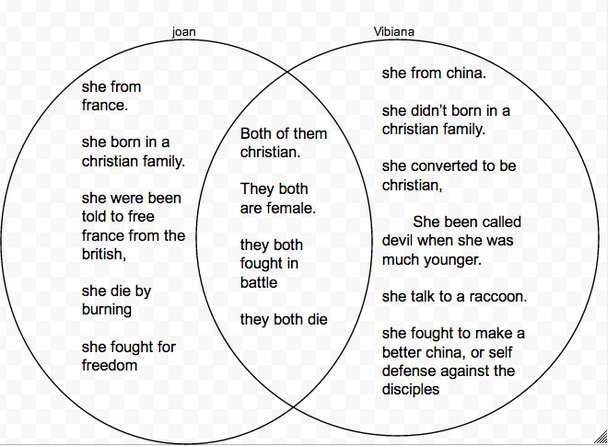 joan
she from
france.
she born in a
christian family.
she were been
told to free
france from the
british,
she die by
burning
she fought for
freedom
Both of them
christian.
They both
are female.
they both
fought in
battle
they both die
Vibiana
she from china.
she didn't born in a
christian family.
she converted to be
christian,
She been called
devil when she was
much younger.
she talk to a raccoon.
she fought to make a
better china, or self
defense against the
disciples